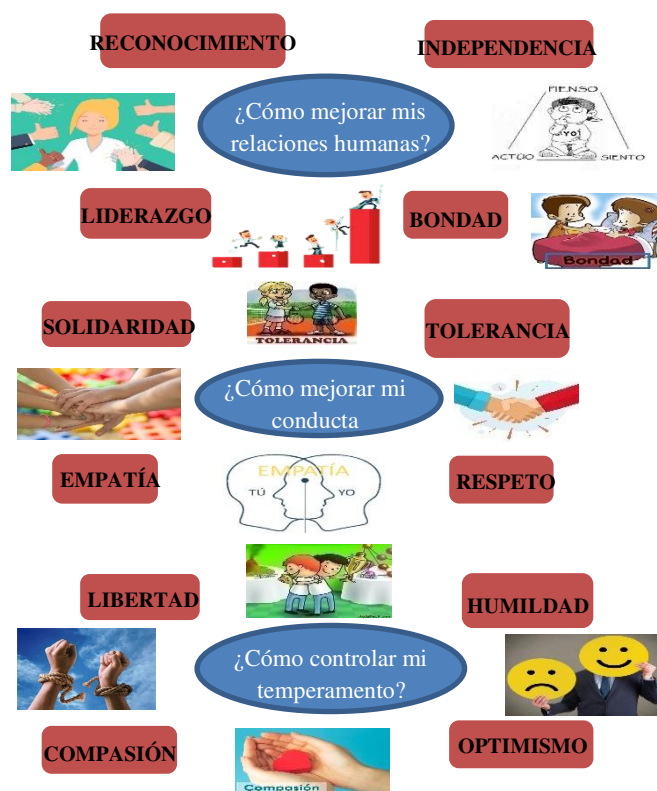 RECONOCIMIENTO
INDEPENDENCIA
¿Cómo mejorar mis
relaciones humanas?
PIENSO
¡YO!
ACTÚO
SIENTO
LIDERAZGO
BONDAD
Bondad
SOLIDARIDAD
TOLERANCIA
TOLERANCIA
¿Cómo mejorar mi
conducta
EMPATÍA
EMPATÍA
TÚ
YO
RESPETO
LIBERTAD
HUMILDAD
¿Cómo controlar mi
temperamento?
COMPASIÓN
Compasión
OPTIMISMO